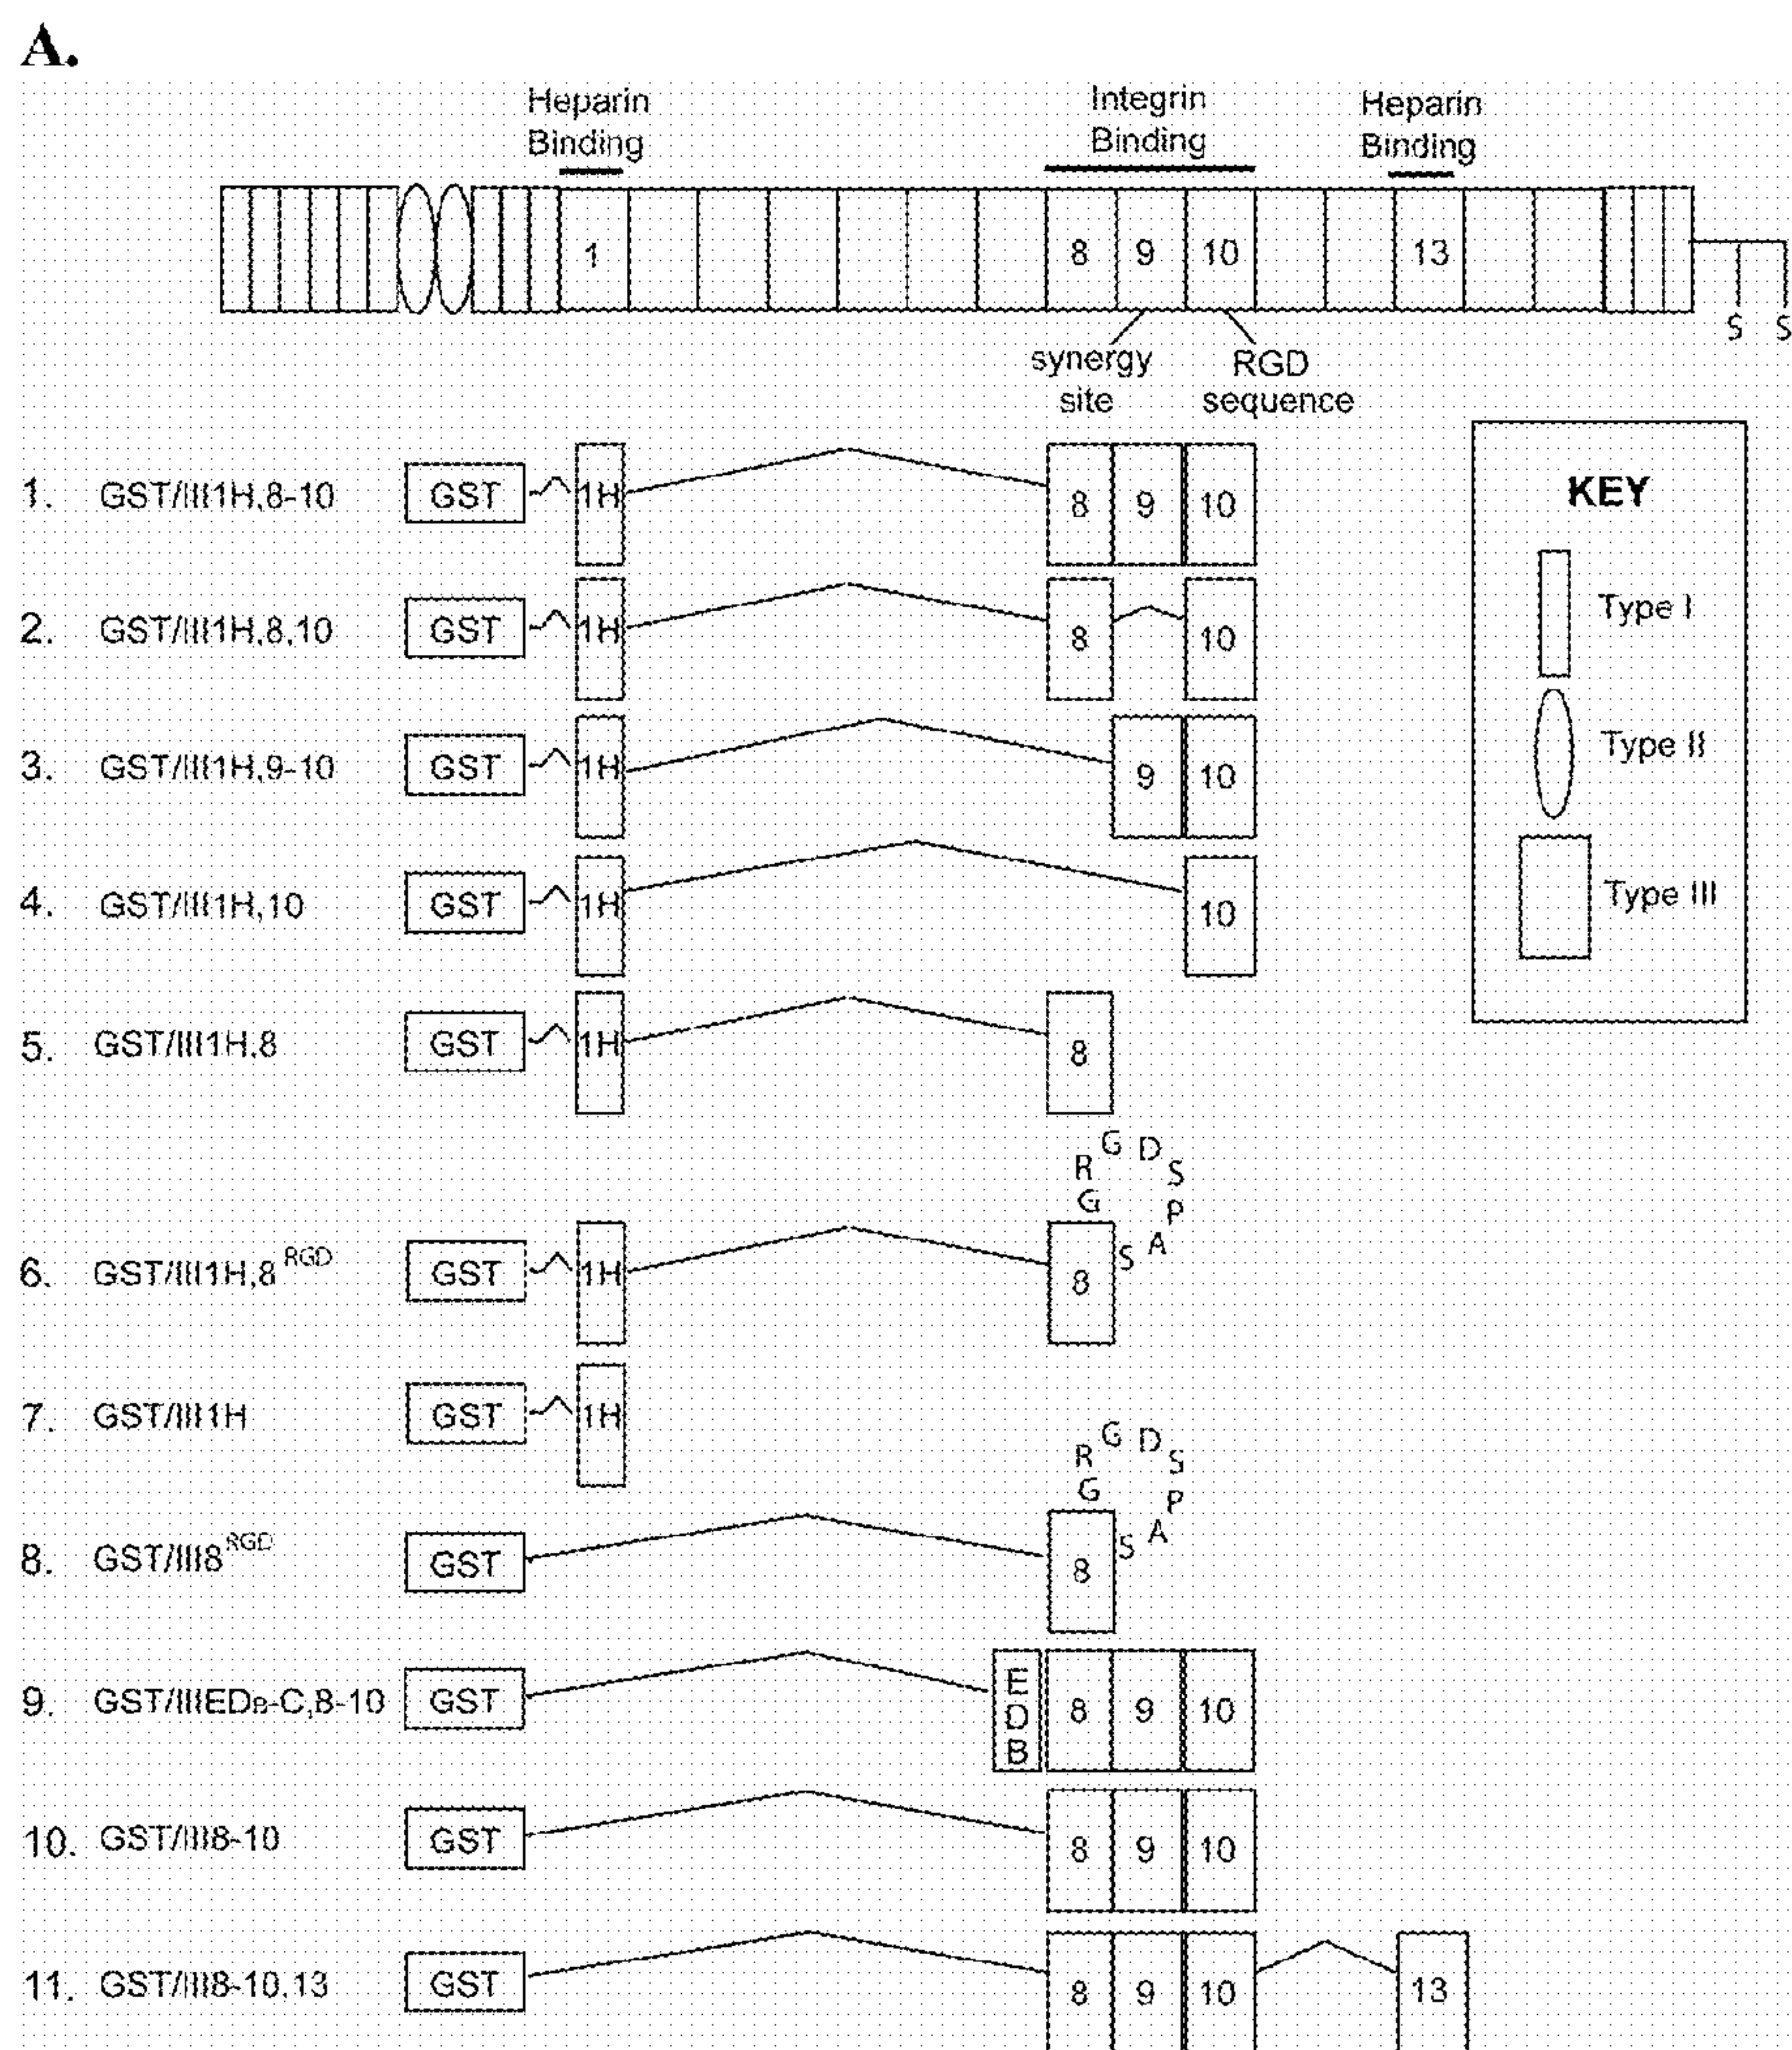 A.
Heparin Binding
Integrin Binding
Heparin Binding
1 8 9 10 13
S S
synergy site
RGD sequence
1. GST/III1H,8-10 GST 1H 8 9 10
2. GST/III1H,8,10 GST 1H 8 10
3. GST/III1H,9-10 GST 1H 9 10
4. GST/III1H,10 GST 1H 10
5. GST/III1H,8 GST 1H 8
G R G D S P A S
6. GST/III1H,8RGD GST 1H 8
7. GST/III1H GST 1H
G R G D S P A S
8. GST/III8RGD GST 8
9. GST/IIIEDB-C,8-10 GST EDB 8 9 10
10. GST/III8-10 GST 8 9 10
11. GST/III8-10,13 GST 8 9 10 13
KEY
Type I
Type II
Type III